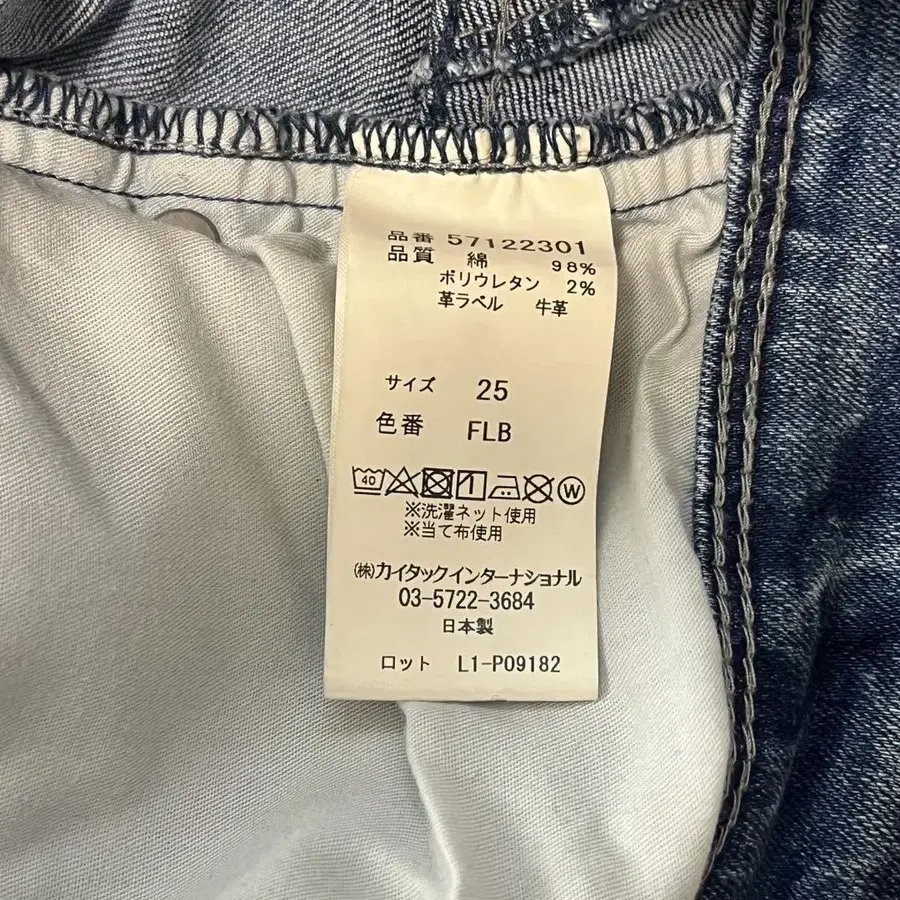 品番 57122301
品質 綿 98%
ポリウレタン 2%
革ラベル 牛革
サイズ 25
色番 FLB
40 W
※洗濯ネット使用
※当て布使用
㈱カイタックインターナショナル
03-5722-3684
日本製
ロット L1-P09182